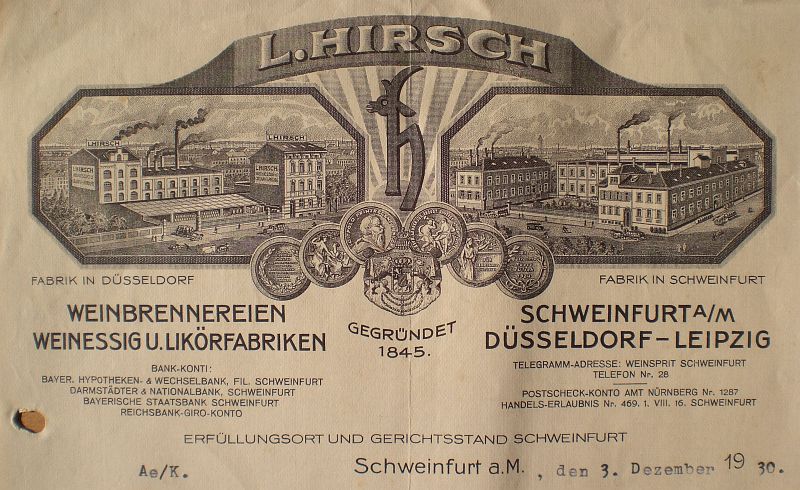 L. HIRSCH
LHIRSCH
LHIRSCH
L.HIRSCH
FABRIK IN DÜSSELDORF
FABRIK IN SCHWEINFURT
WEINBRENNEREIEN
WEINESSIG U. LIKÖRFABRIKEN
GEGRÜNDET
1845.
SCHWEINFURT A/M
DÜSSELDORF – LEIPZIG
BANK-KONTI:
BAYER. HYPOTHEKEN- & WECHSELBANK, FIL. SCHWEINFURT
DARMSTÄDTER & NATIONALBANK, SCHWEINFURT
BAYERISCHE STAATSBANK SCHWEINFURT
REICHSBANK-GIRO-KONTO
TELEGRAMM-ADRESSE: WEINSPRIT SCHWEINFURT
TELEFON Nr. 28
POSTSCHECK-KONTO AMT NÜRNBERG Nr. 1287
HANDELS-ERLAUBNIS Nr. 469. 1. VIII. 16. SCHWEINFURT
ERFÜLLUNGSORT UND GERICHTSSTAND SCHWEINFURT
Ae/K. Schweinfurt a.M. , den 3. Dezember 19 30.